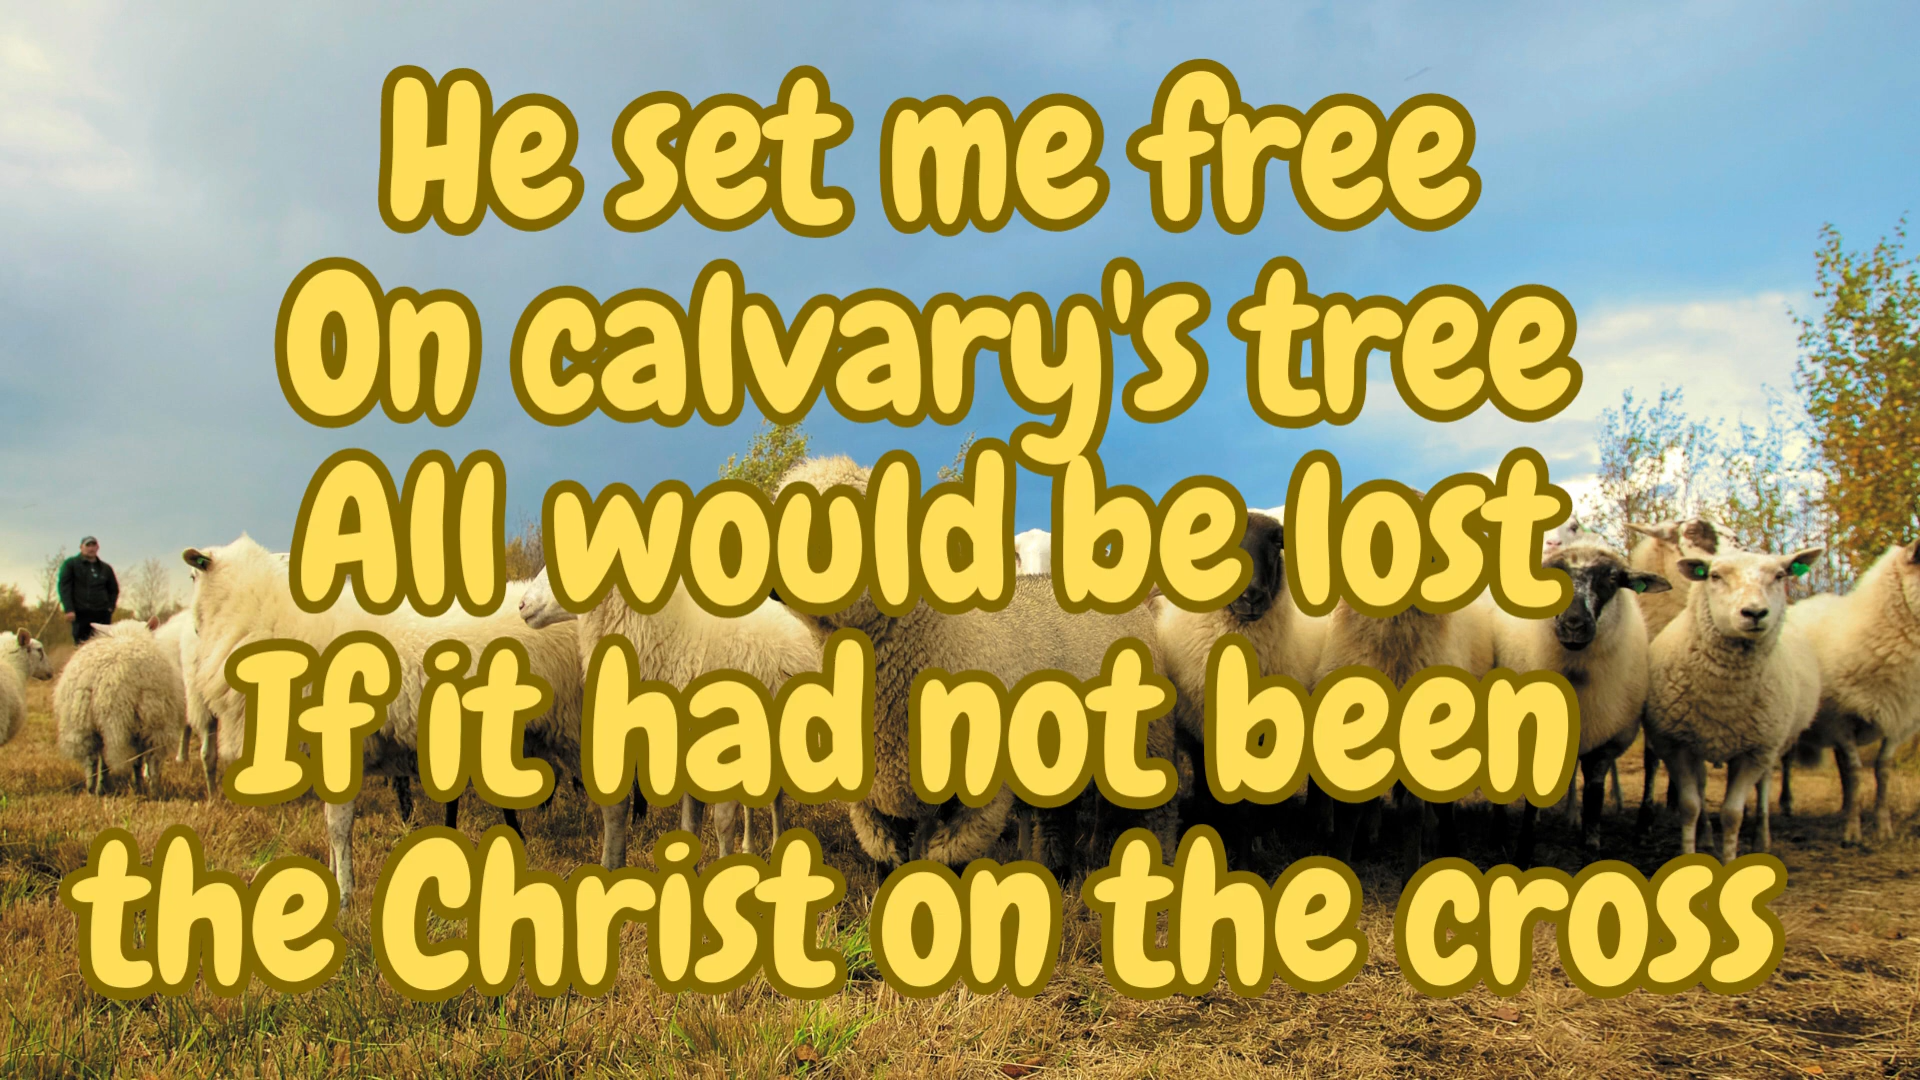 He set me free
On calvary's tree
All would be lost
If it had not been
the Christ on the cross